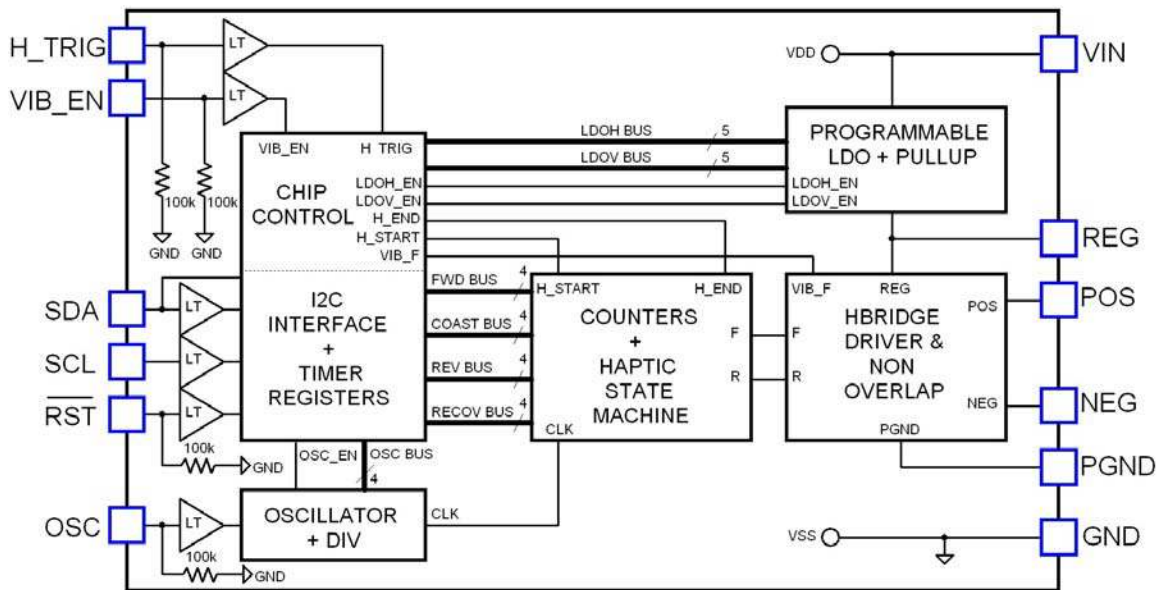 H_TRIG
LT
VIB_EN
LT
100k
100k
GND
GND
VIB_EN
H_TRIG
CHIP
CONTROL
LDOH_EN
LDOV_EN
H_END
H_START
VIB_F
LDOH BUS
5
LDOV BUS
5
VDD
VIN
PROGRAMMABLE
LDO + PULLUP
LDOH_EN
LDOV_EN
REG
SDA
LT
SCL
LT
RST
LT
100k
GND
I2C
INTERFACE
+
TIMER
REGISTERS
FWD BUS
4
COAST BUS
4
REV BUS
4
RECOV BUS
4
H_START
H_END
COUNTERS
+
HAPTIC
STATE
MACHINE
F
R
CLK
VIB_F
REG
POS
HBRIDGE
DRIVER &
NON
OVERLAP
F
R
NEG
PGND
POS
NEG
PGND
OSC_EN
OSC BUS
4
OSC
LT
100k
GND
OSCILLATOR
+ DIV
CLK
VSS
GND